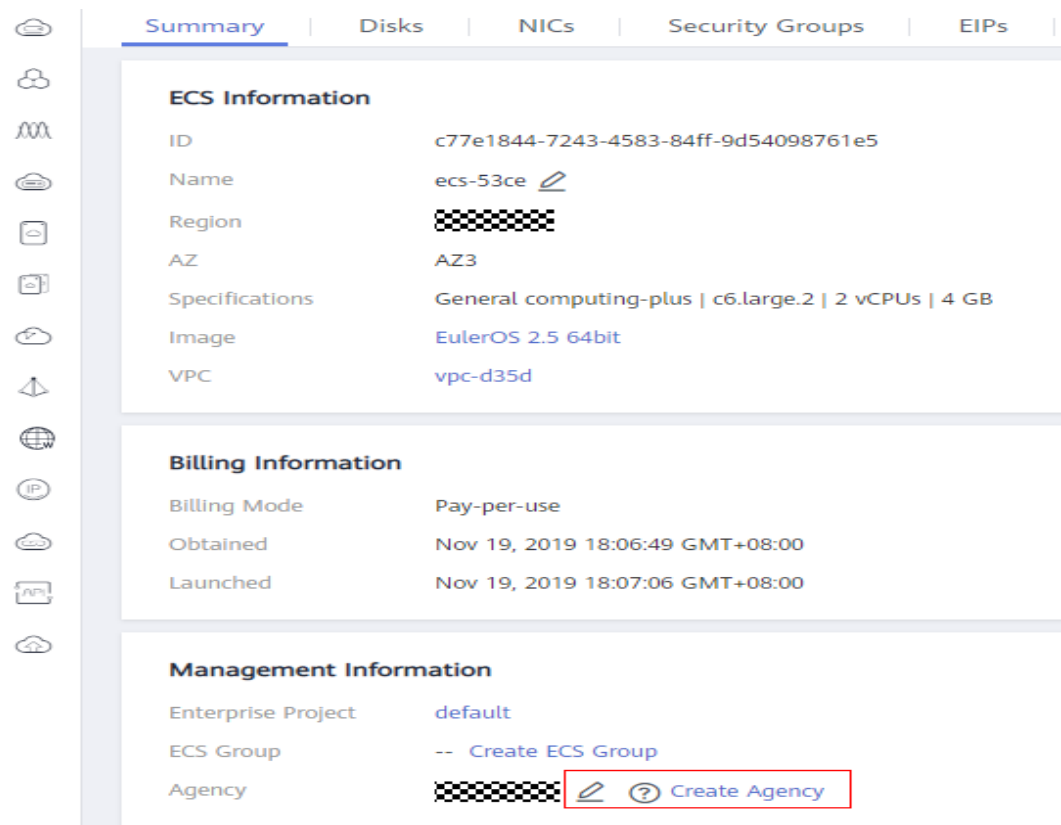 Summary Disks NICs Security Groups EIPs
ECS Information
ID c77e1844-7243-4583-84ff-9d54098761e5
Name ecs-53ce
Region
AZ AZ3
Specifications General computing-plus | c6.large.2 | 2 vCPUs | 4 GB
Image EulerOS 2.5 64bit
VPC vpc-d35d
W
Billing Information
IP
Billing Mode Pay-per-use
Obtained Nov 19, 2019 18:06:49 GMT+08:00
Launched Nov 19, 2019 18:07:06 GMT+08:00
API
Management Information
Enterprise Project default
ECS Group -- Create ECS Group
Agency ? Create Agency